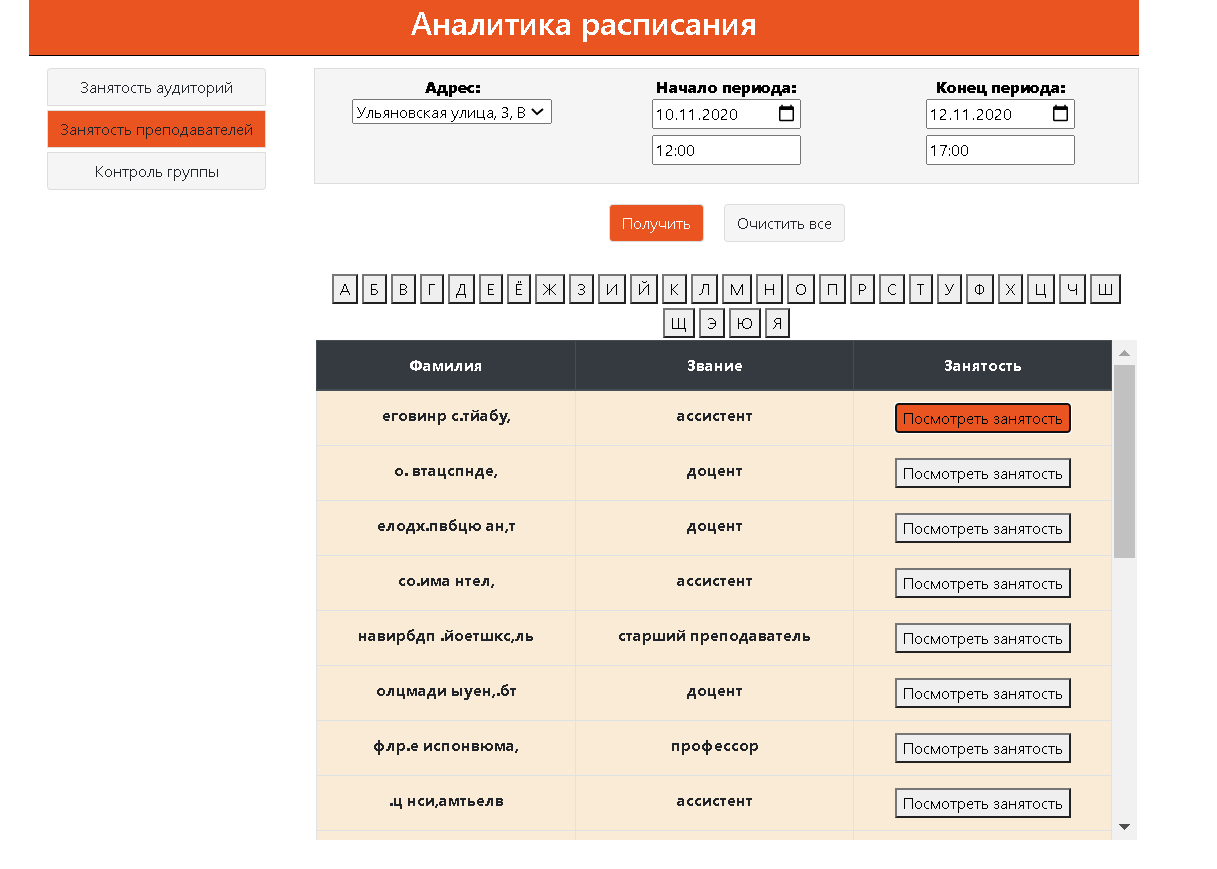 Аналитика расписания
Занятость аудиторий
Занятость преподавателей
Контроль группы
Адрес: Начало периода: Конец периода:
Ульяновская улица, 3, В 10.11.2020 12.11.2020
12:00 17:00
Получить Очистить все
А Б В Г Д Е Ё Ж З И Й К Л М Н О П Р С Т У Ф Х Ц Ч Ш
Щ Э Ю Я
Фамилия Звание Занятость
еговинр с.тйабу, ассистент Посмотреть занятость
о. втацспнде, доцент Посмотреть занятость
елодх.пвбцю ан,т доцент Посмотреть занятость
со.има нтел, ассистент Посмотреть занятость
навирбдп .йоетшкс,ль старший преподаватель Посмотреть занятость
олцмади ыуен,.бт доцент Посмотреть занятость
флр.е испонвюма, профессор Посмотреть занятость
.ц нси,амтьелв ассистент Посмотреть занятость